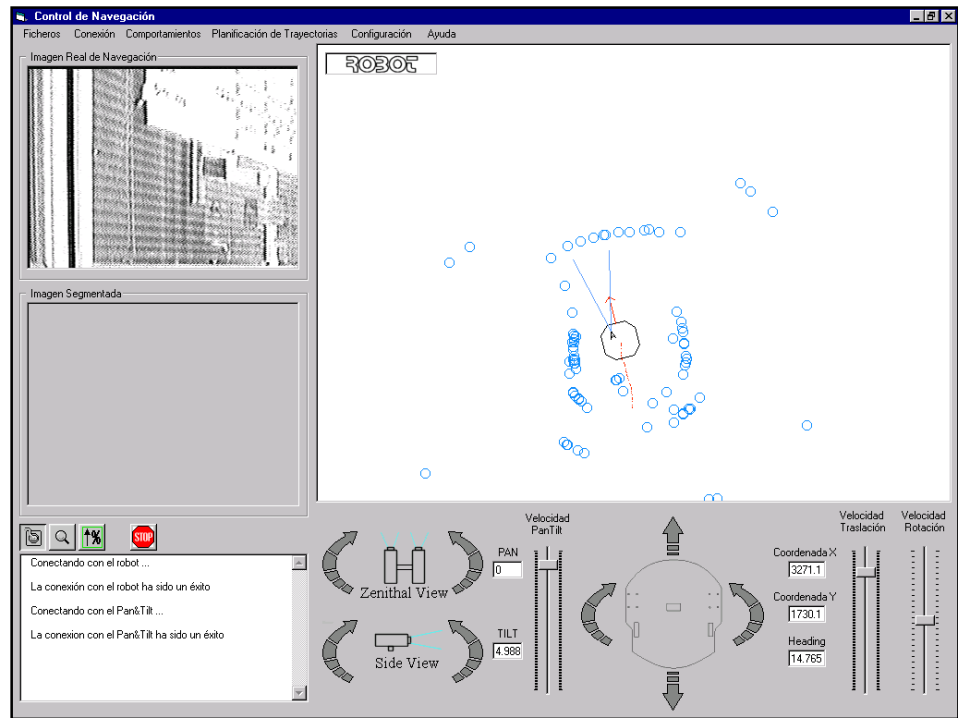 Control de Navegación
Ficheros Conexión Comportamientos Planificación de Trayectorias Configuración Ayuda
Imagen Real de Navegación
ROBOT
Imagen Segmentada
A
STOP
Conectando con el robot ...
La conexión con el robot ha sido un éxito
Conectando con el Pan&Tilt ...
La conexion con el Pan&Tilt ha sido un éxito
Zenithal View
Side View
PAN
0
TILT
4.988
Velocidad
PanTilt
Coordenada X
3271.1
Coordenada Y
1730.1
Heading
14.765
Velocidad
Traslación
Velocidad
Rotación